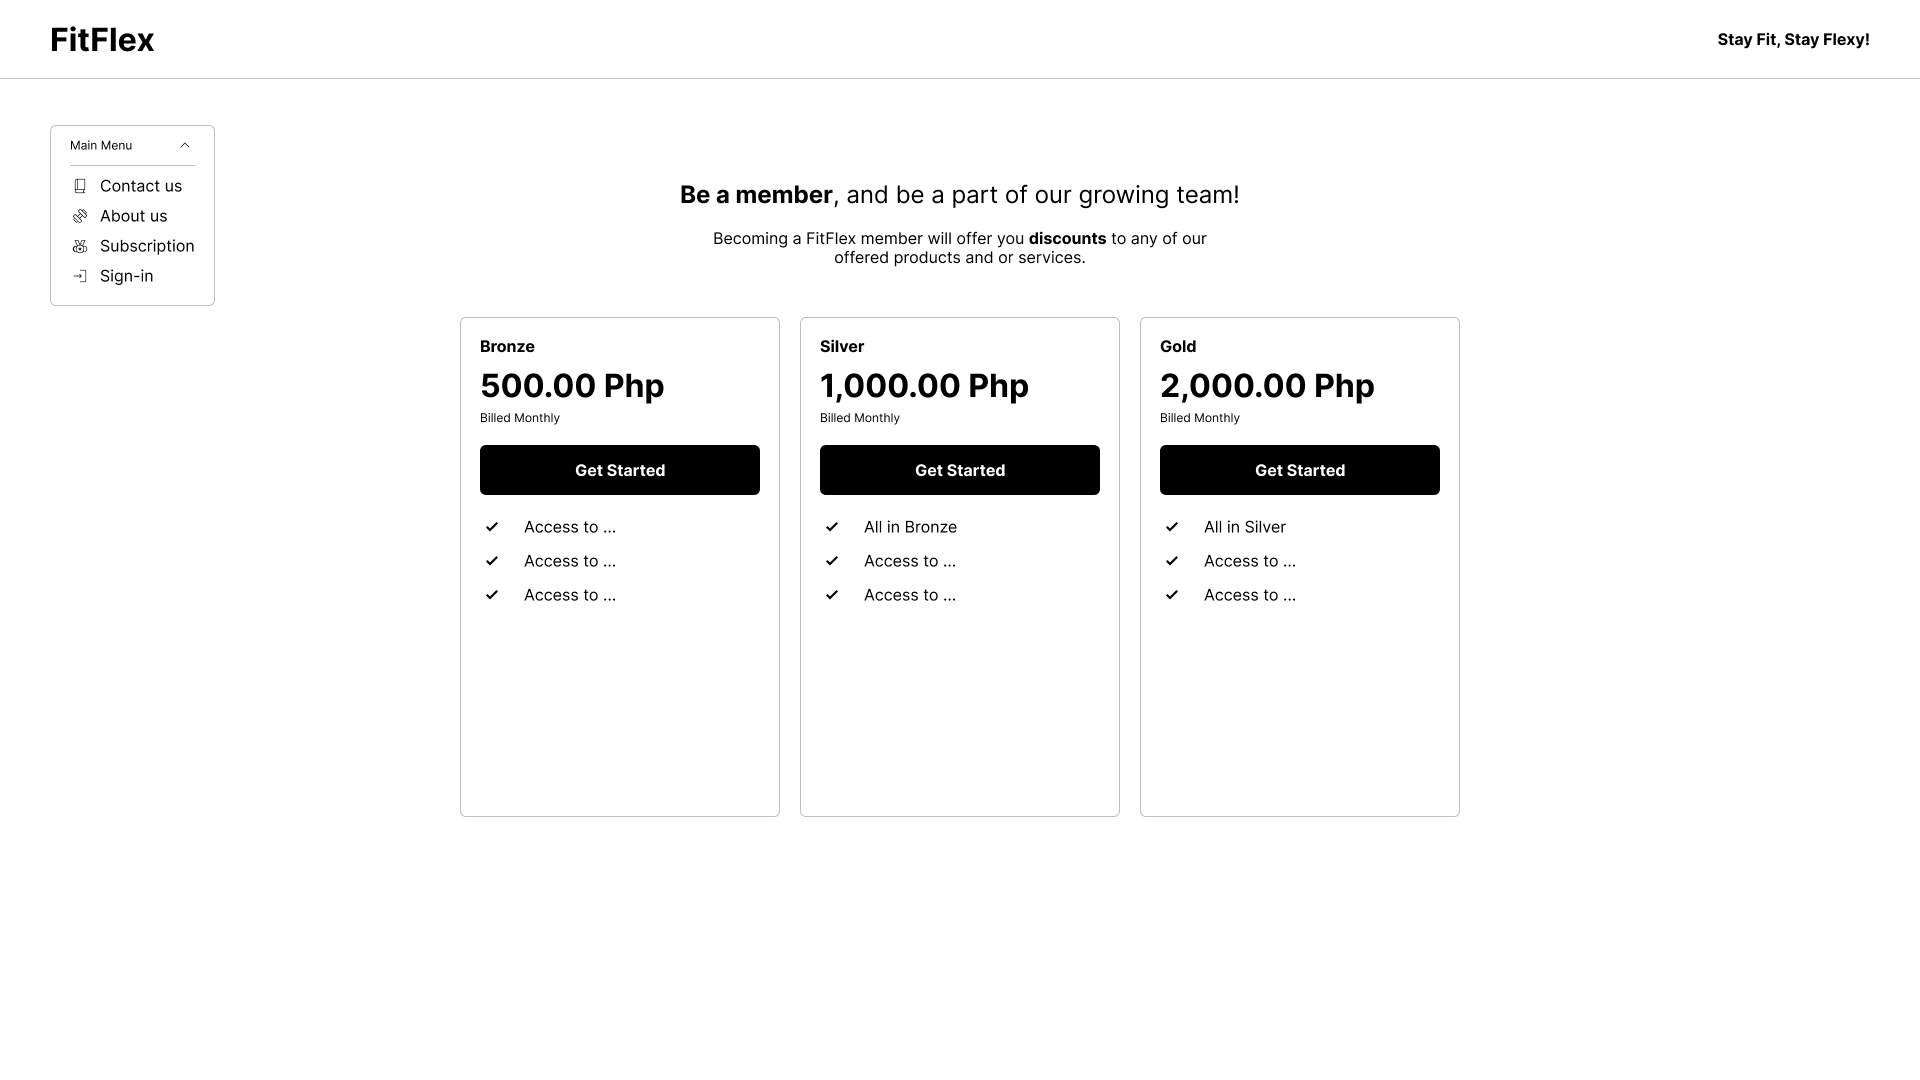 FitFlex
Stay Fit, Stay Flexy!
Main Menu
Contact us
About us
Subscription
Sign-in
Be a member, and be a part of our growing team!
Becoming a FitFlex member will offer you discounts to any of our
offered products and or services.
Bronze
500.00 Php
Billed Monthly
Get Started
Access to ...
Access to ...
Access to ...
Silver
1,000.00 Php
Billed Monthly
Get Started
All in Bronze
Access to ...
Access to ...
Gold
2,000.00 Php
Billed Monthly
Get Started
All in Silver
Access to ...
Access to ...